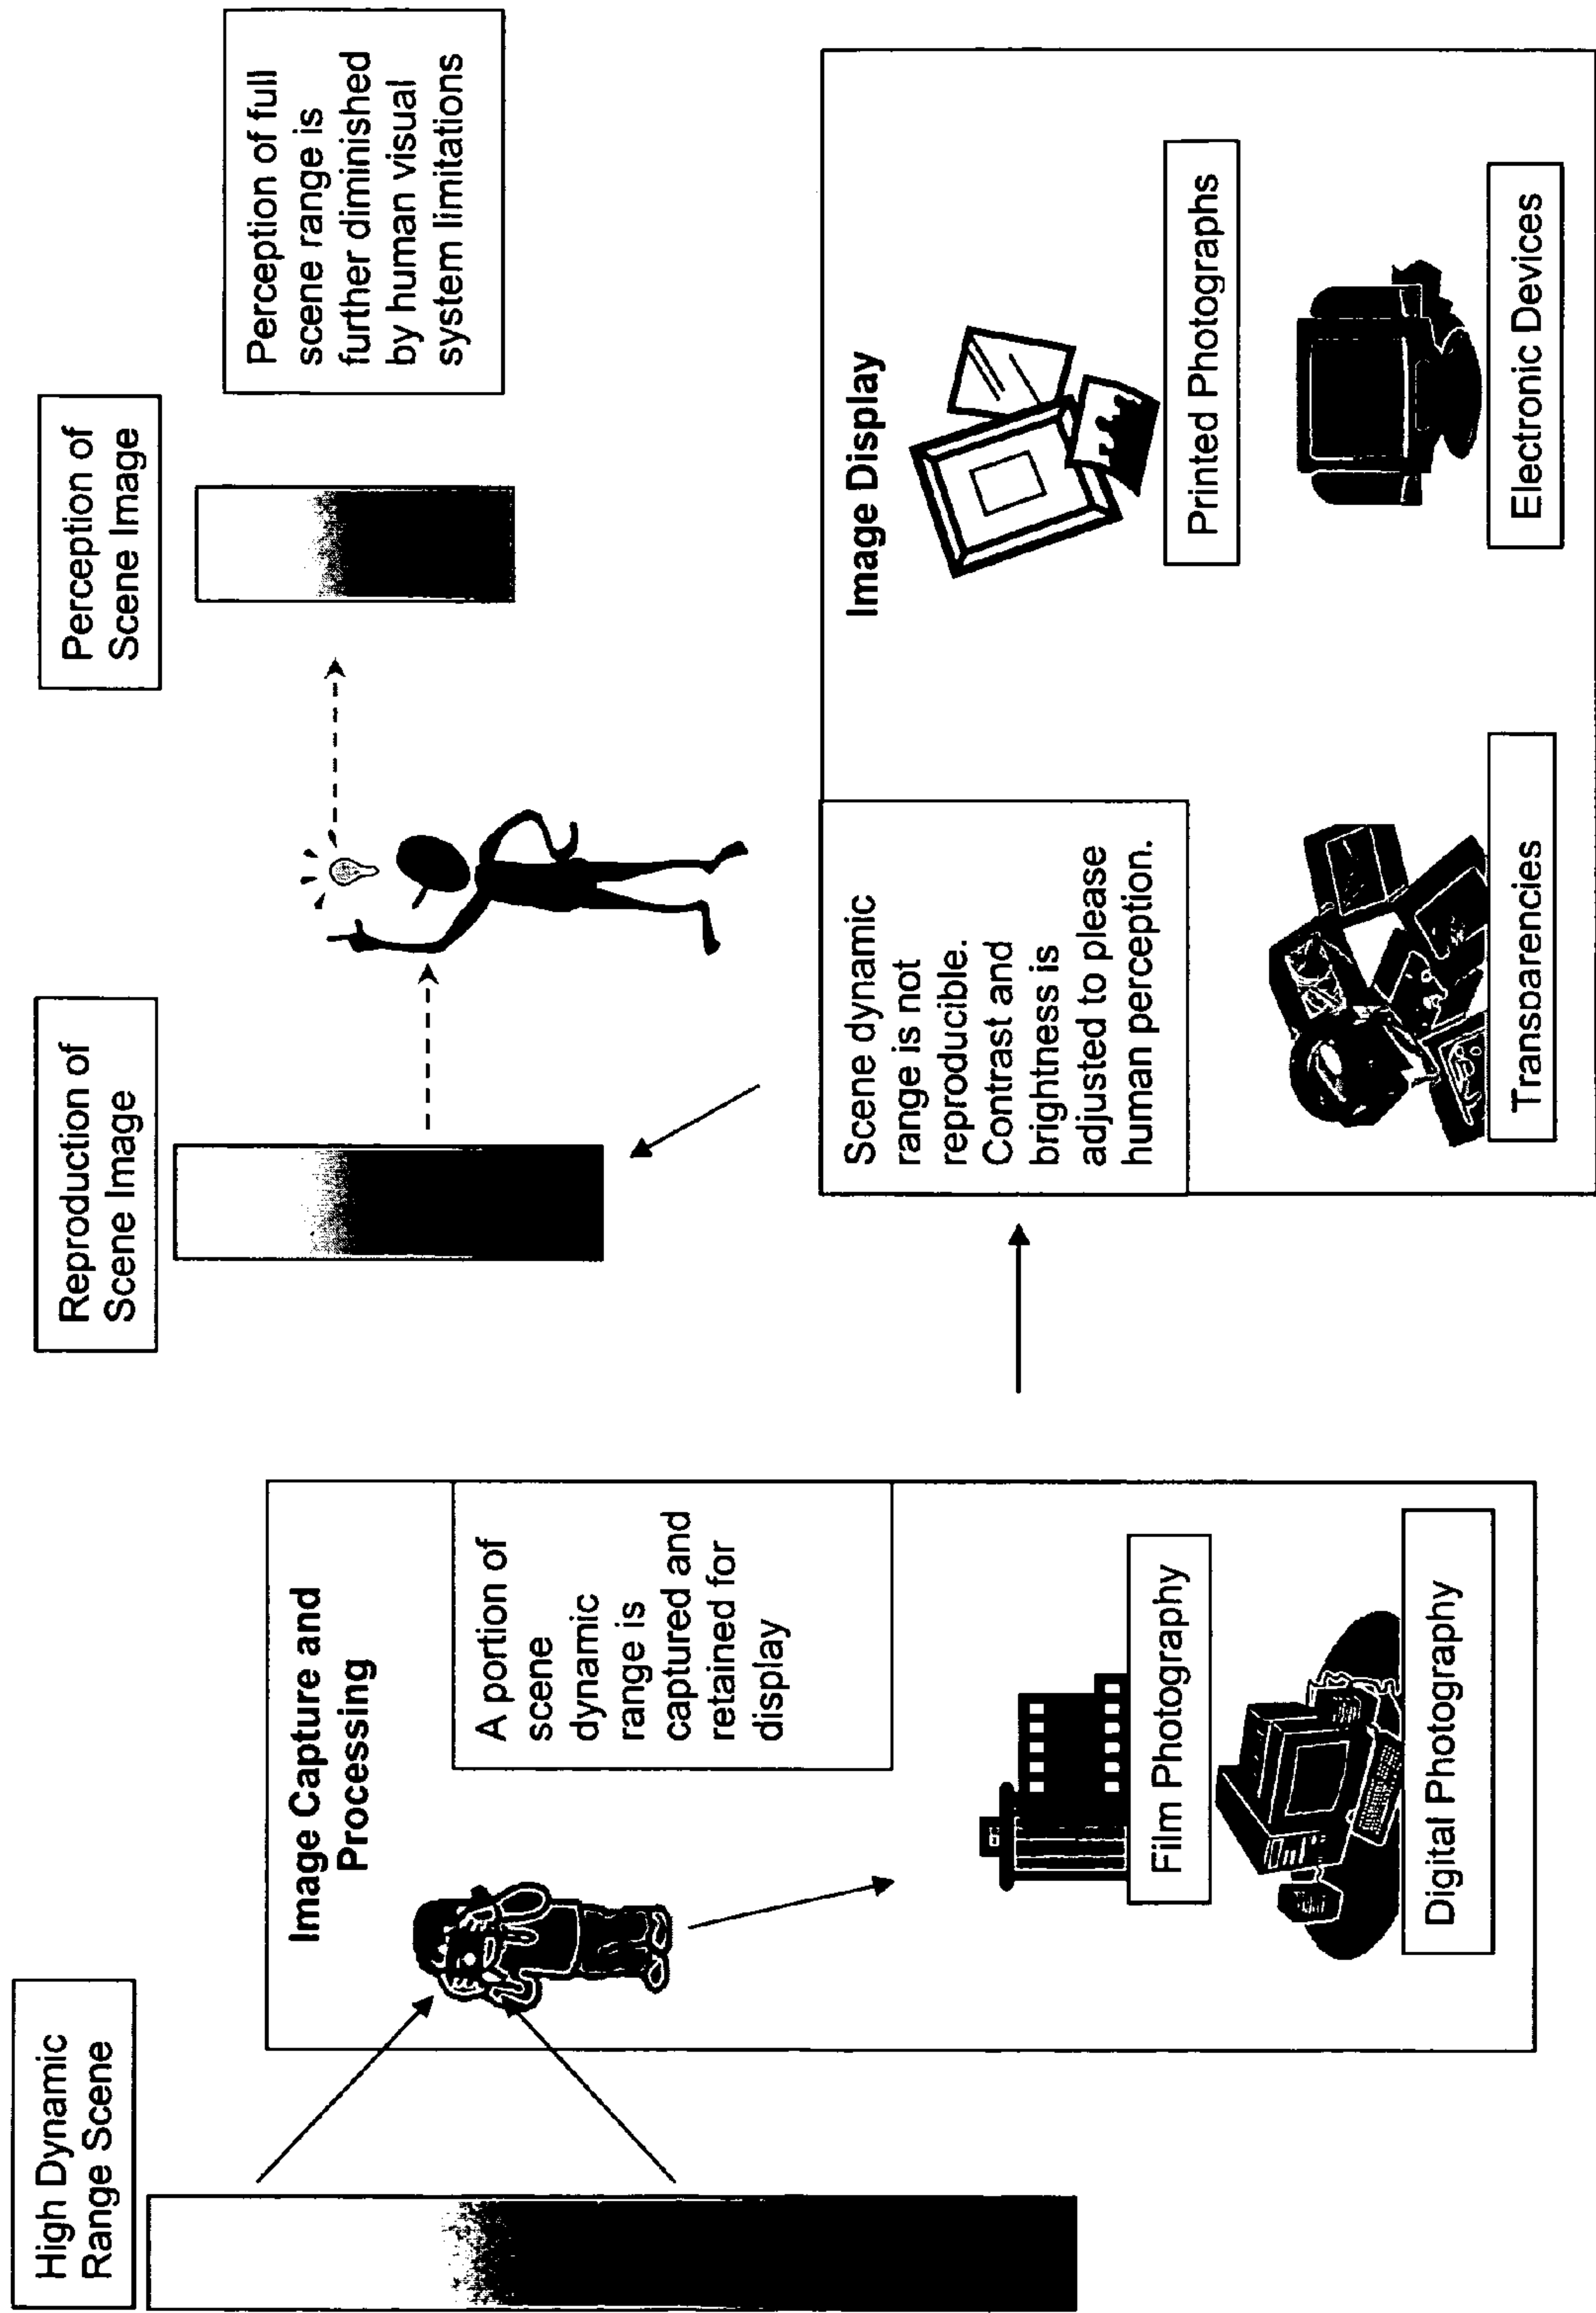 High Dynamic
Range Scene
Image Capture and
Processing
A portion of
scene
dynamic
range is
captured and
retained for
display
Film Photography
Digital Photography
Reproduction of
Scene Image
Perception of
Scene Image
Perception of full
scene range is
further diminished
by human visual
system limitations
Scene dynamic
range is not
reproducible.
Contrast and
brightness is
adjusted to please
human perception.
Image Display
Printed Photographs
Transparencies
Electronic Devices